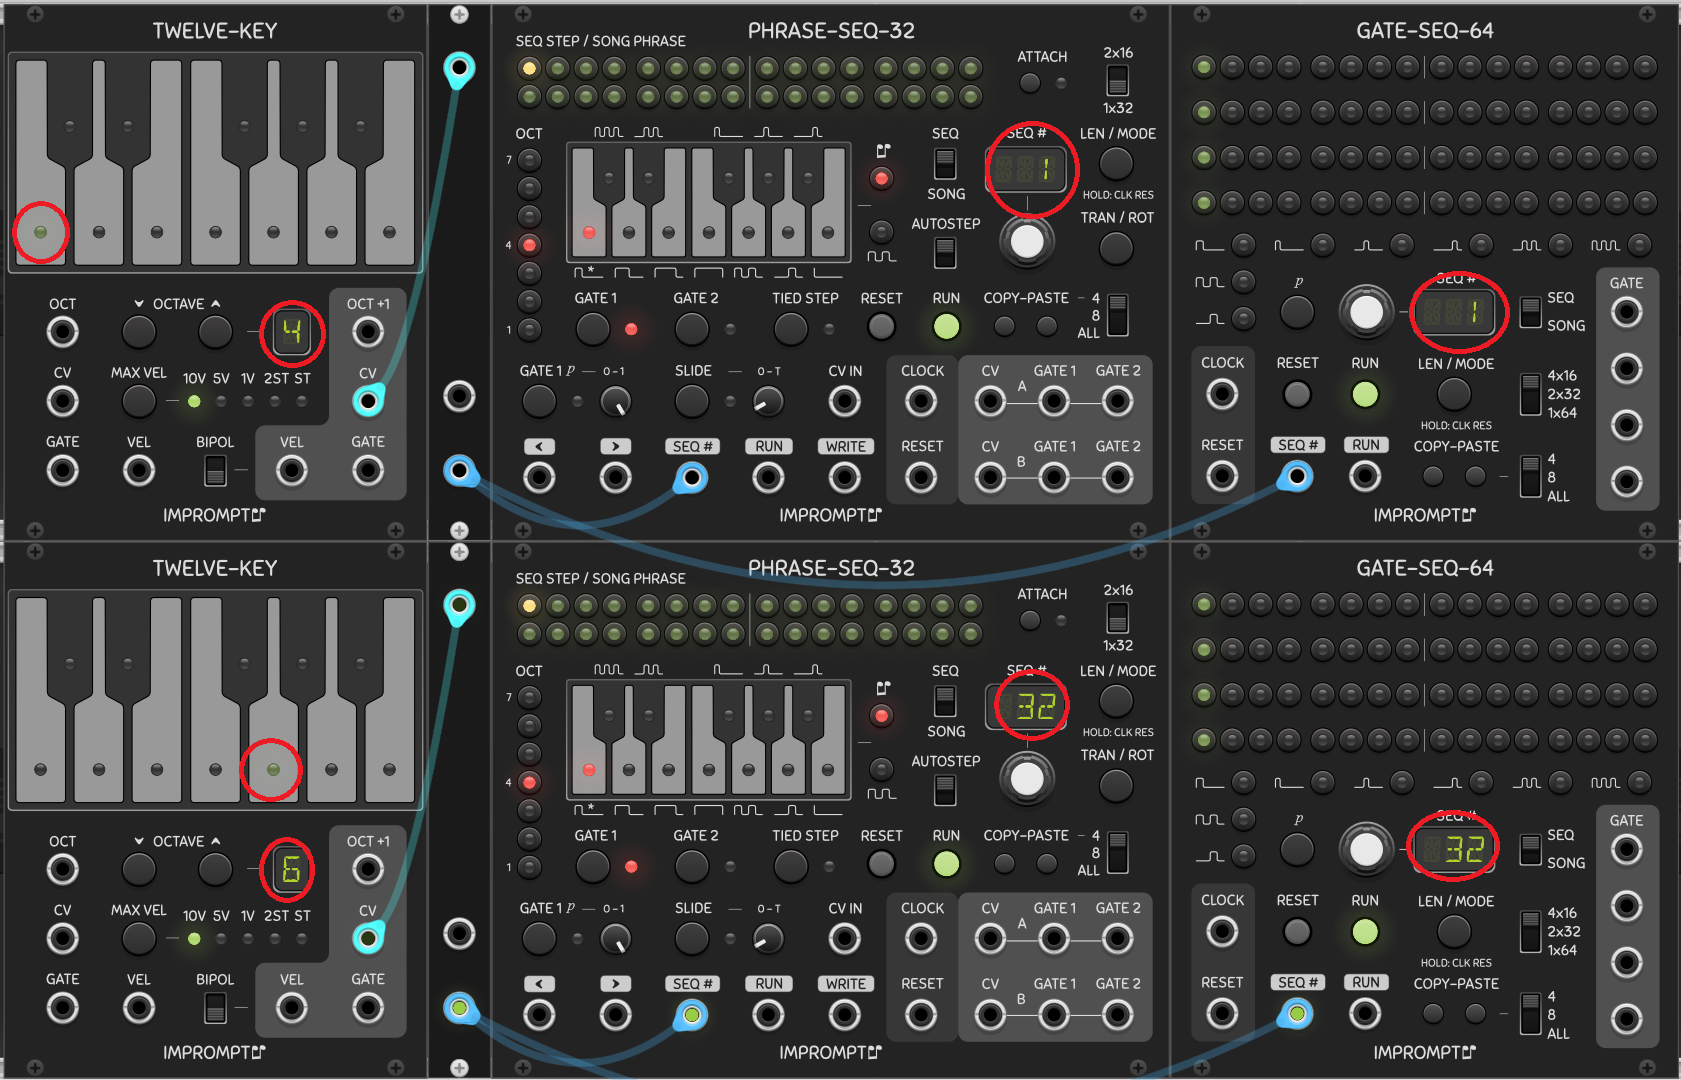 TWELVE-KEY
OCT
OCTAVE
4
OCT +1
CV
MAX VEL
10V 5V 1V 2ST ST
CV
GATE
VEL
BIPOL
VEL
GATE
IMPROMPT
PHRASE-SEQ-32
SEQ STEP / SONG PHRASE
ATTACH
2x16
1x32
OCT
7
4
1
*
SEQ
SONG
SEQ #
1
LEN / MODE
HOLD: CLK RES
TRAN / ROT
AUTOSTEP
GATE 1
GATE 2
TIED STEP
RESET
RUN
COPY-PASTE
4
8
ALL
GATE 1 p
0-1
SLIDE
0-T
CV IN
CLOCK
CV
A
GATE 1
GATE 2
<
>
SEQ #
RUN
WRITE
RESET
CV
B
GATE 1
GATE 2
IMPROMPT
GATE-SEQ-64
p
SEQ #
1
SEQ
SONG
GATE
CLOCK
RESET
RUN
LEN / MODE
HOLD: CLK RES
4x16
2x32
1x64
RESET
SEQ #
RUN
COPY-PASTE
4
8
ALL
IMPROMPT
TWELVE-KEY
OCT
OCTAVE
6
OCT +1
CV
MAX VEL
10V 5V 1V 2ST ST
CV
GATE
VEL
BIPOL
VEL
GATE
IMPROMPT
PHRASE-SEQ-32
SEQ STEP / SONG PHRASE
ATTACH
2x16
1x32
OCT
7
4
1
*
SEQ
SONG
SEQ #
32
LEN / MODE
HOLD: CLK RES
TRAN / ROT
AUTOSTEP
GATE 1
GATE 2
TIED STEP
RESET
RUN
COPY-PASTE
4
8
ALL
GATE 1 p
0-1
SLIDE
0-T
CV IN
CLOCK
CV
A
GATE 1
GATE 2
<
>
SEQ #
RUN
WRITE
RESET
CV
B
GATE 1
GATE 2
IMPROMPT
GATE-SEQ-64
p
SEQ #
32
SEQ
SONG
GATE
CLOCK
RESET
RUN
LEN / MODE
HOLD: CLK RES
4x16
2x32
1x64
RESET
SEQ #
RUN
COPY-PASTE
4
8
ALL
IMPROMPT